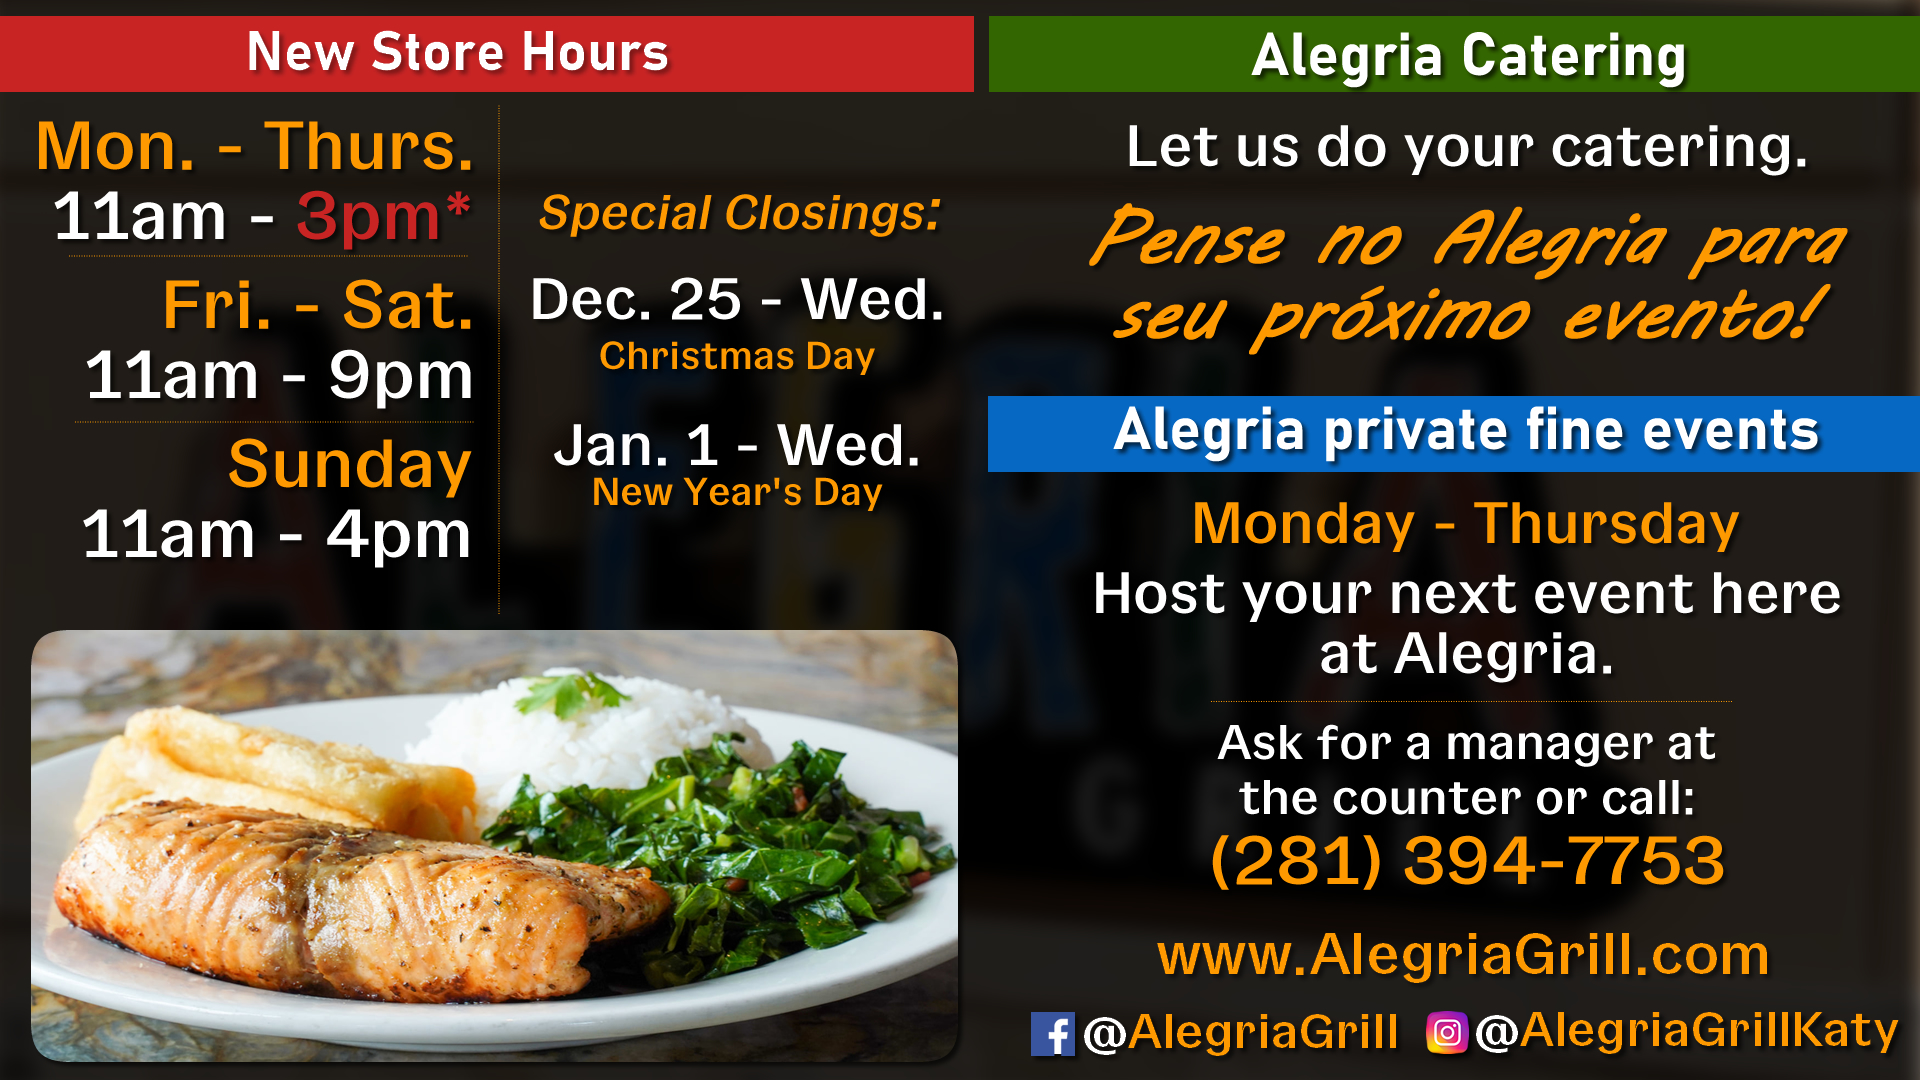 New Store Hours
Mon. - Thurs.
11am - 3pm*
Fri. - Sat.
11am - 9pm
Sunday
11am - 4pm
Special Closings:
Dec. 25 - Wed.
Christmas Day
Jan. 1 - Wed.
New Year's Day
Alegria Catering
Let us do your catering.
Pense no Alegria para
seu próximo evento!
Alegria private fine events
Monday - Thursday
Host your next event here
at Alegria.
Ask for a manager at
the counter or call:
(281) 394-7753
www.AlegriaGrill.com
@AlegriaGrill @AlegriaGrillKaty